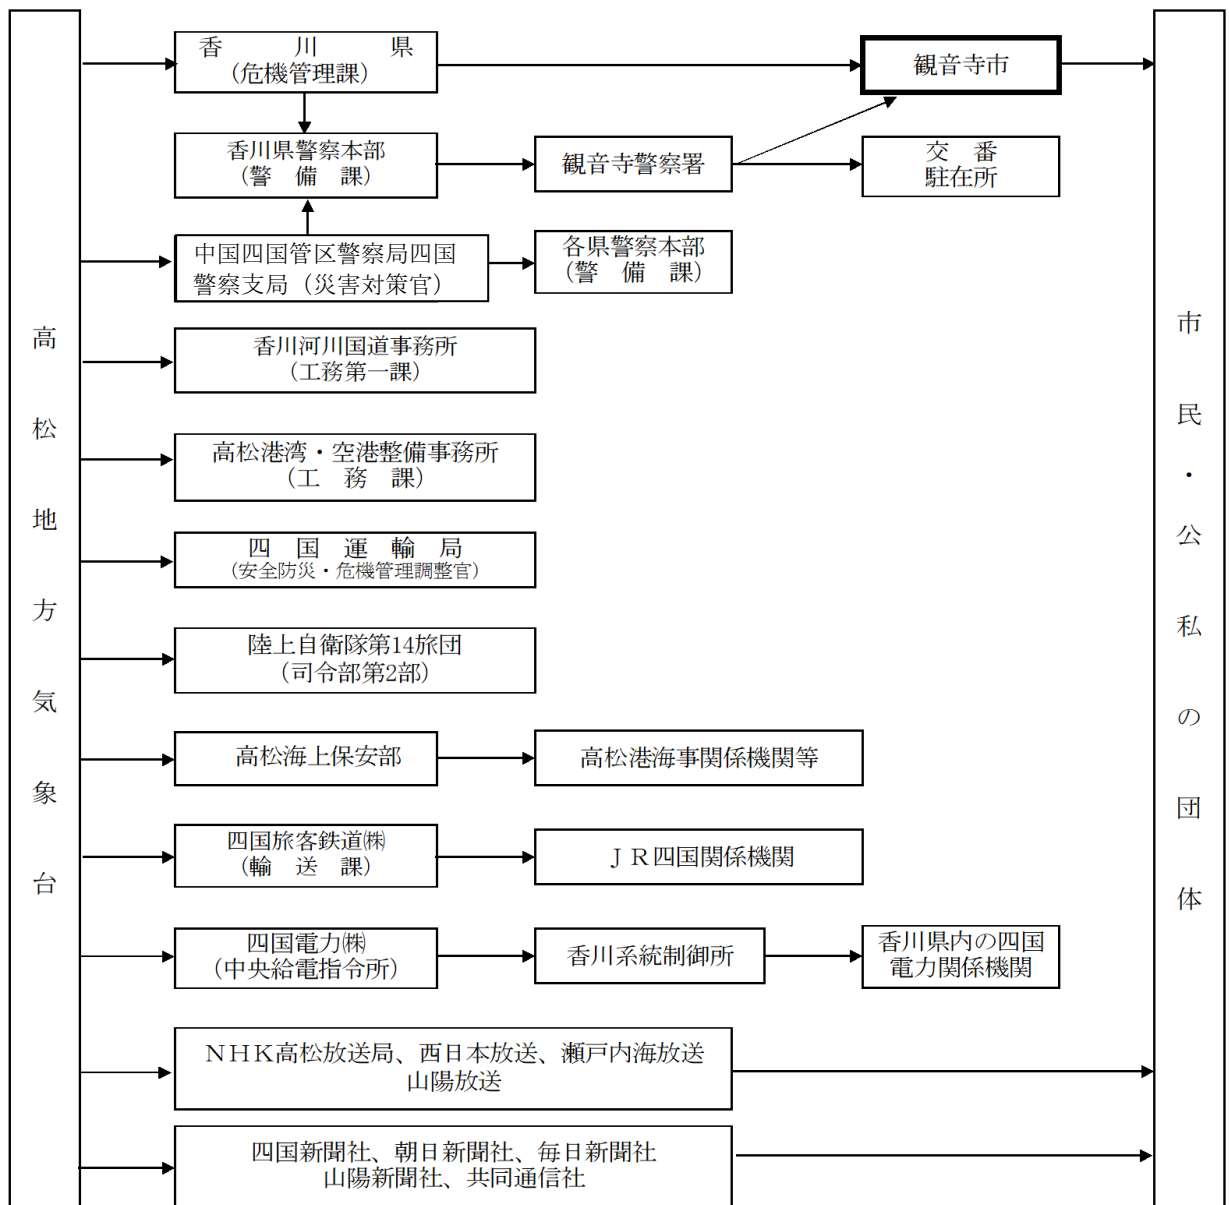 高松地方気象台
香川県
（危機管理課）
観音寺市
香川県警察本部
（警備課）
観音寺警察署
交番
駐在所
中国四国管区警察局四国
警察支局（災害対策官）
各県警察本部
（警備課）
香川河川国道事務所
（工務第一課）
高松港湾・空港整備事務所
（工務課）
四国運輸局
（安全防災・危機管理調整官）
陸上自衛隊第14旅団
（司令部第2部）
高松海上保安部
高松港海事関係機関等
四国旅客鉄道㈱
（輸送課）
ＪＲ四国関係機関
四国電力㈱
（中央給電指令所）
香川系統制御所
香川県内の四国
電力関係機関
ＮＨＫ高松放送局、西日本放送、瀬戸内海放送
山陽放送
四国新聞社、朝日新聞社、毎日新聞社
山陽新聞社、共同通信社
市民・公私の団体